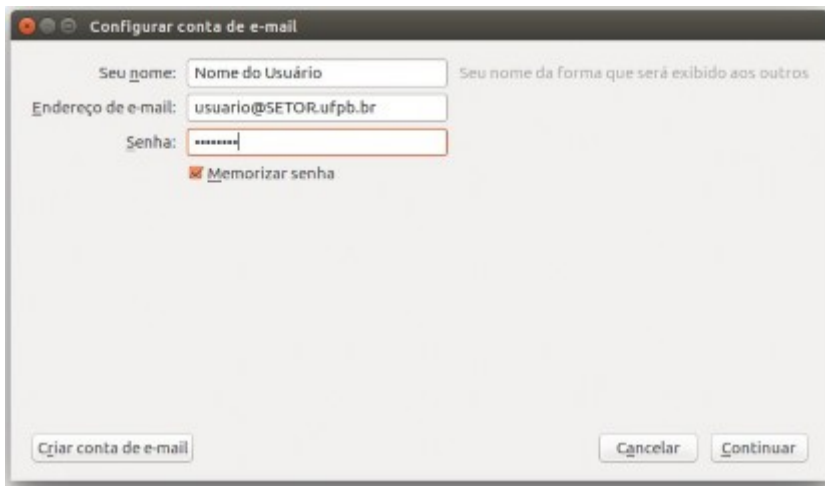 Configurar conta de e-mail
Seu nome: Nome do Usuário Seu nome da forma que será exibido aos outros
Endereço de e-mail: usuario@SETOR.ufpb.br
Senha: ••••••••
Memorizar senha
Criar conta de e-mail Cancelar Continuar